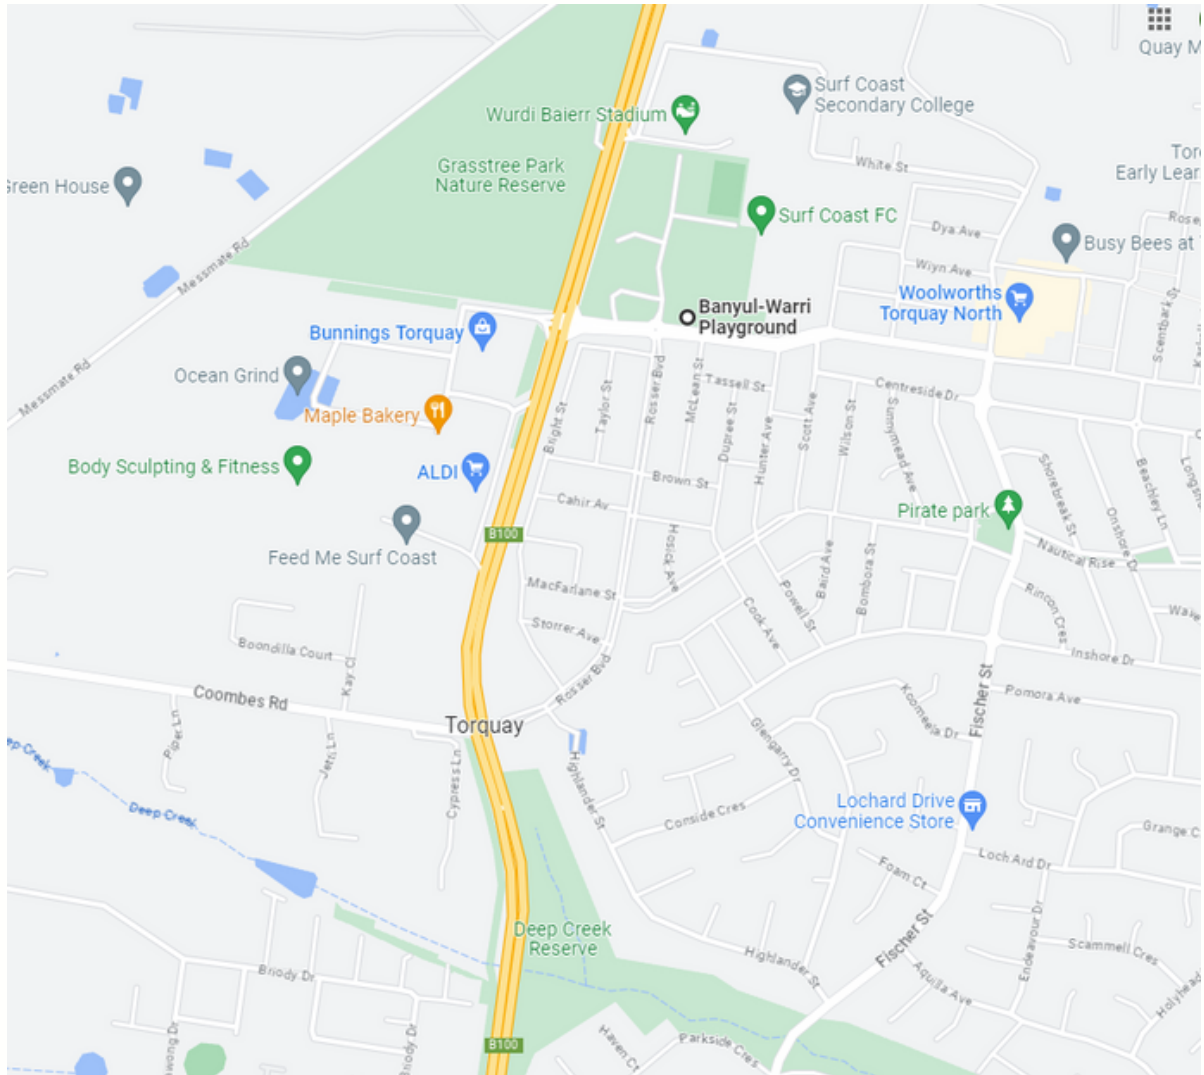 Quay M
Surf Coast
Secondary College
Wurdi Baierr Stadium
White St
Grasstree Park
Nature Reserve
Early Lear
Green House
Surf Coast FC
Dya Ave
Busy Bees at
Messmate Rd
Wiyn Ave
Woolworths
Torquay North
Banyul-Warri
Playground
Bunnings Torquay
Scentbark St
Ocean Grind
Messmate Rd
Maple Bakery
Bright St
Taylor St
Rosser Blvd
McLean St
Tassell St
Dupree St
Hunter Ave
Scott Ave
Wilson St
Sunnymead Ave
Centreside Dr
Body Sculpting & Fitness
ALDI
Brown St
Cahir Av
Shorebreak St
Beachley Ln
Onshore Dr
Pirate park
B100
Feed Me Surf Coast
Hosick Ave
Nautical Rise
MacFarlane St
Storrer Ave
Cook Ave
Powell St
Baird Ave
Bombora St
Rincon Cres
Boondilla Court
Kay Cl
Rosser Blvd
Inshore Dr
Coombes Rd
Torquay
Fischer St
Pomora Ave
Koomeela Dr
Piper Ln
Jetti Ln
Cypress Ln
Highlander St
Glengarry Dr
Deep Creek
Conside Cres
Lochard Drive
Convenience Store
Grange C
Loch Ard Dr
Foam Ct
Deep Creek
Reserve
Highlander St
Fischer St
Endeavour Dr
Scammell Cres
Aquila Ave
Holyhead
Briody Dr
Briody Dr
B100
Haven Ct
Parkside Cres